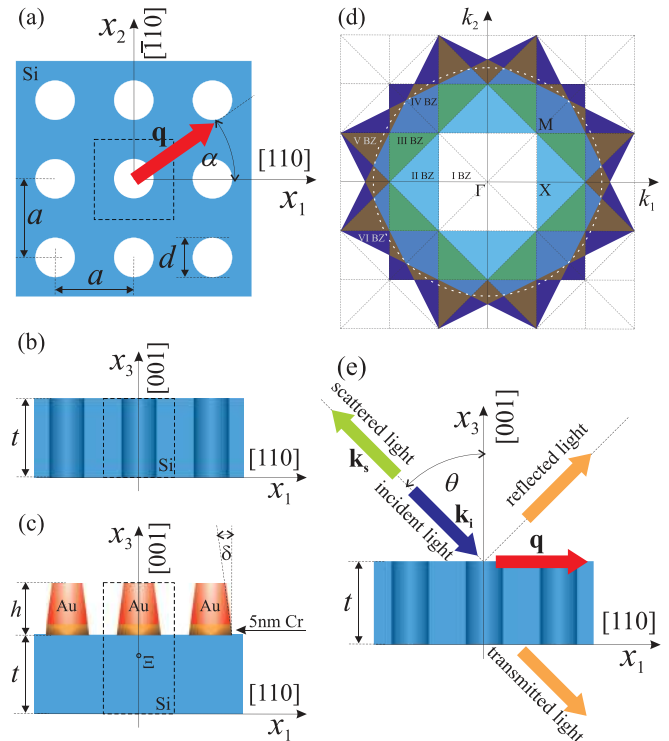 (a)
x₂
[1̄10]
Si
q
α
[110]
x₁
a
d
a
(b)
x₃
[001]
t
Si
[110]
x₁
(c)
x₃
[001]
δ
h
Au
Au
Au
5nm Cr
Ξ
t
[110]
Si
x₁
(d)
k₂
IV BZ
M
V BZ
III BZ
II BZ
I BZ
Γ
X
k₁
VI BZ
(e)
scattered light
x₃
[001]
kₛ
θ
incident light
kᵢ
reflected light
q
t
[110]
x₁
transmitted light